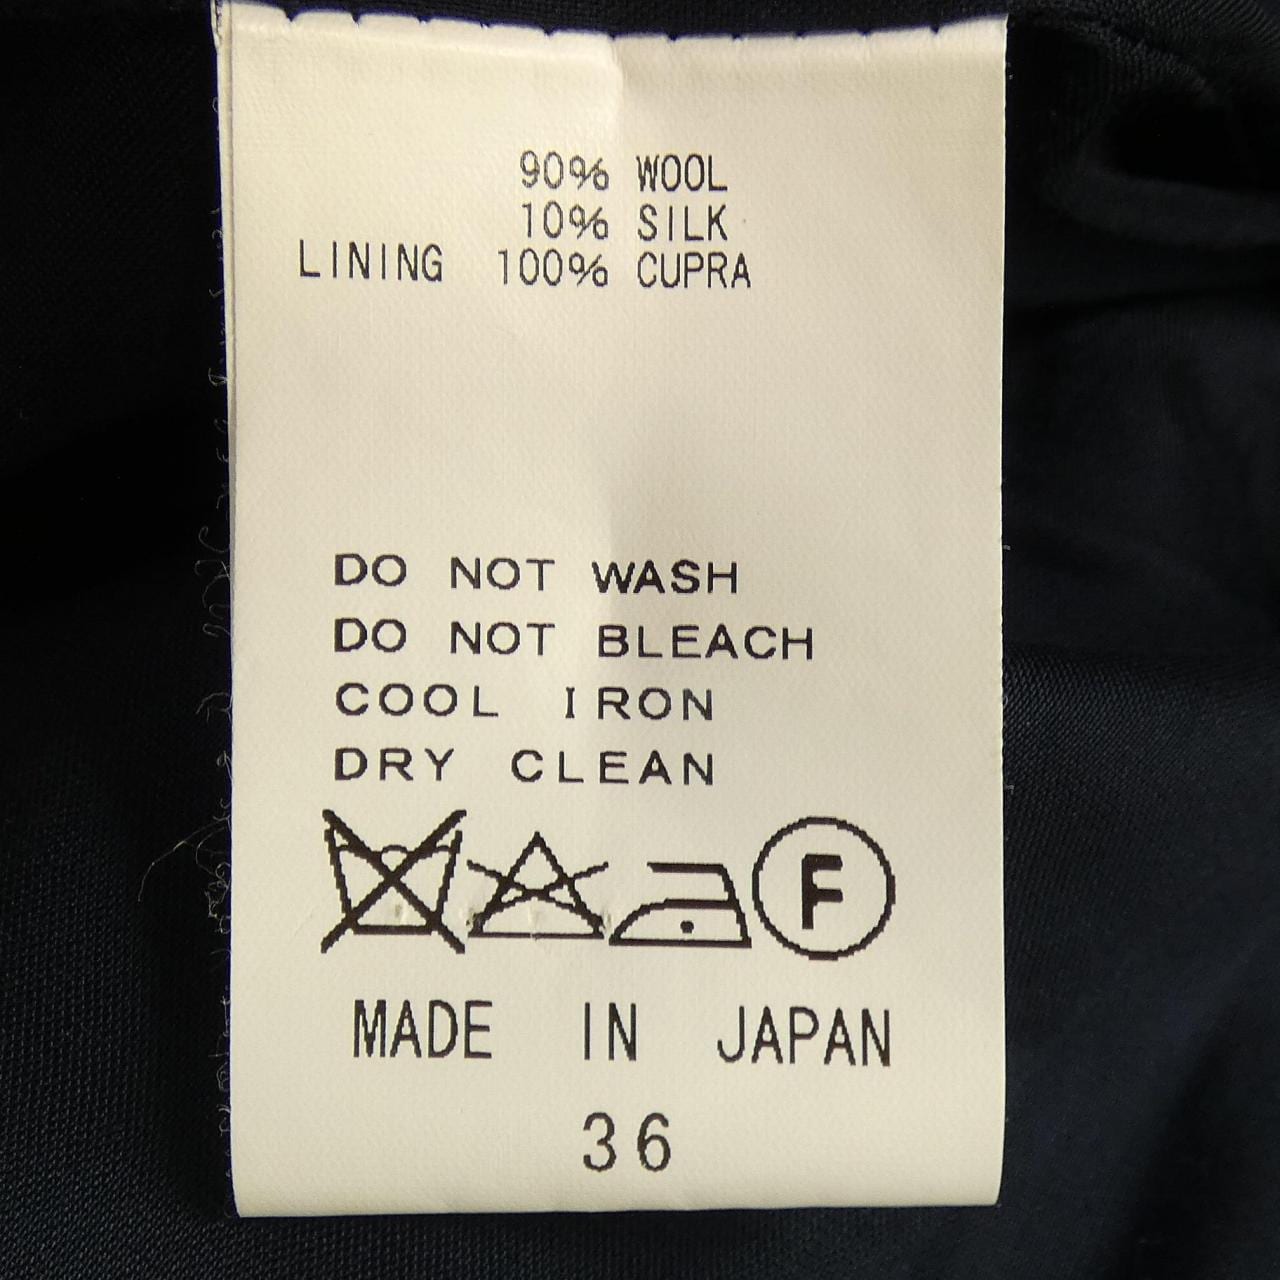 90% WOOL
10% SILK
LINING 100% CUPRA
DO NOT WASH
DO NOT BLEACH
COOL IRON
DRY CLEAN
F
MADE IN JAPAN
36